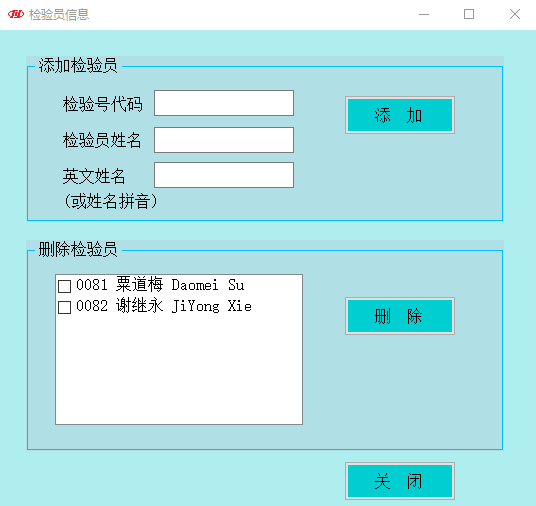 检验员信息
添加检验员
检验号代码
添 加
检验员姓名
英文姓名
(或姓名拼音)
删除检验员
0081 粟道梅 Daomei Su
0082 谢继永 JiYong Xie
删 除
关 闭